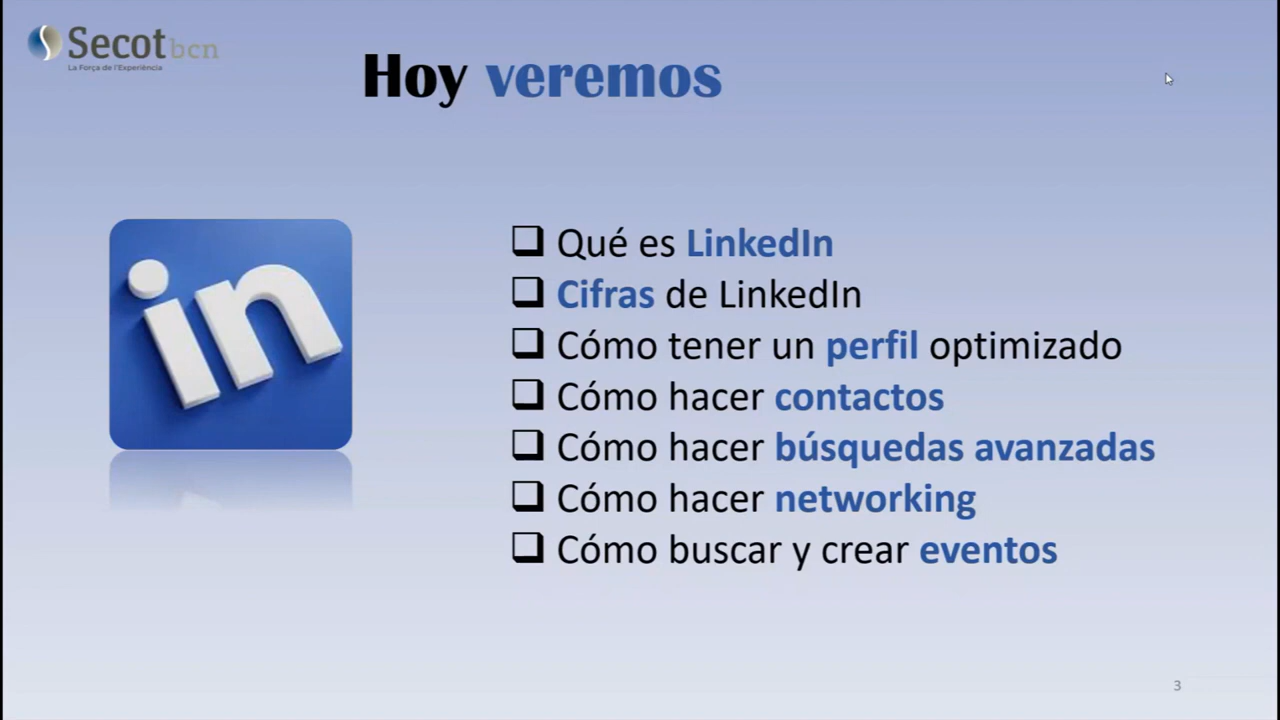 Secot bcn
La Força de l'Experiència
Hoy veremos
in
Qué es LinkedIn
Cifras de LinkedIn
Cómo tener un perfil optimizado
Cómo hacer contactos
Cómo hacer búsquedas avanzadas
Cómo hacer networking
Cómo buscar y crear eventos
3